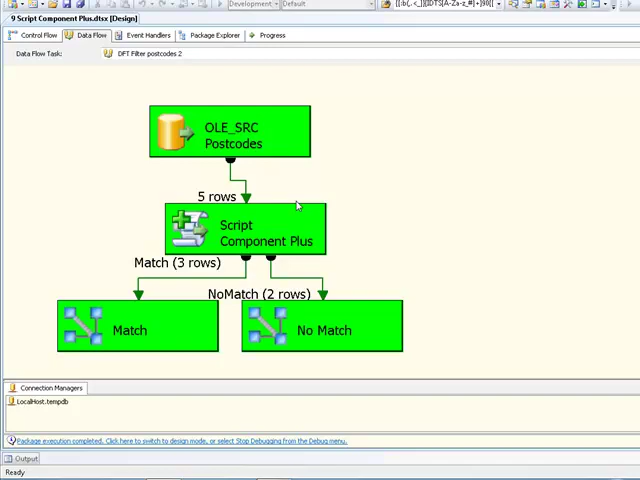 9 Script Component Plus.dtsx [Design]
Control Flow
Data Flow
Event Handlers
Package Explorer
Progress
Data Flow Task:
DFT Filter postcodes 2
OLE_SRC
Postcodes
5 rows
Script
Component Plus
Match (3 rows)
NoMatch (2 rows)
Match
No Match
Connection Managers
LocalHost.tempdb
Package execution completed. Click here to switch to design mode, or select Stop Debugging from the Debug menu.
Output
Ready